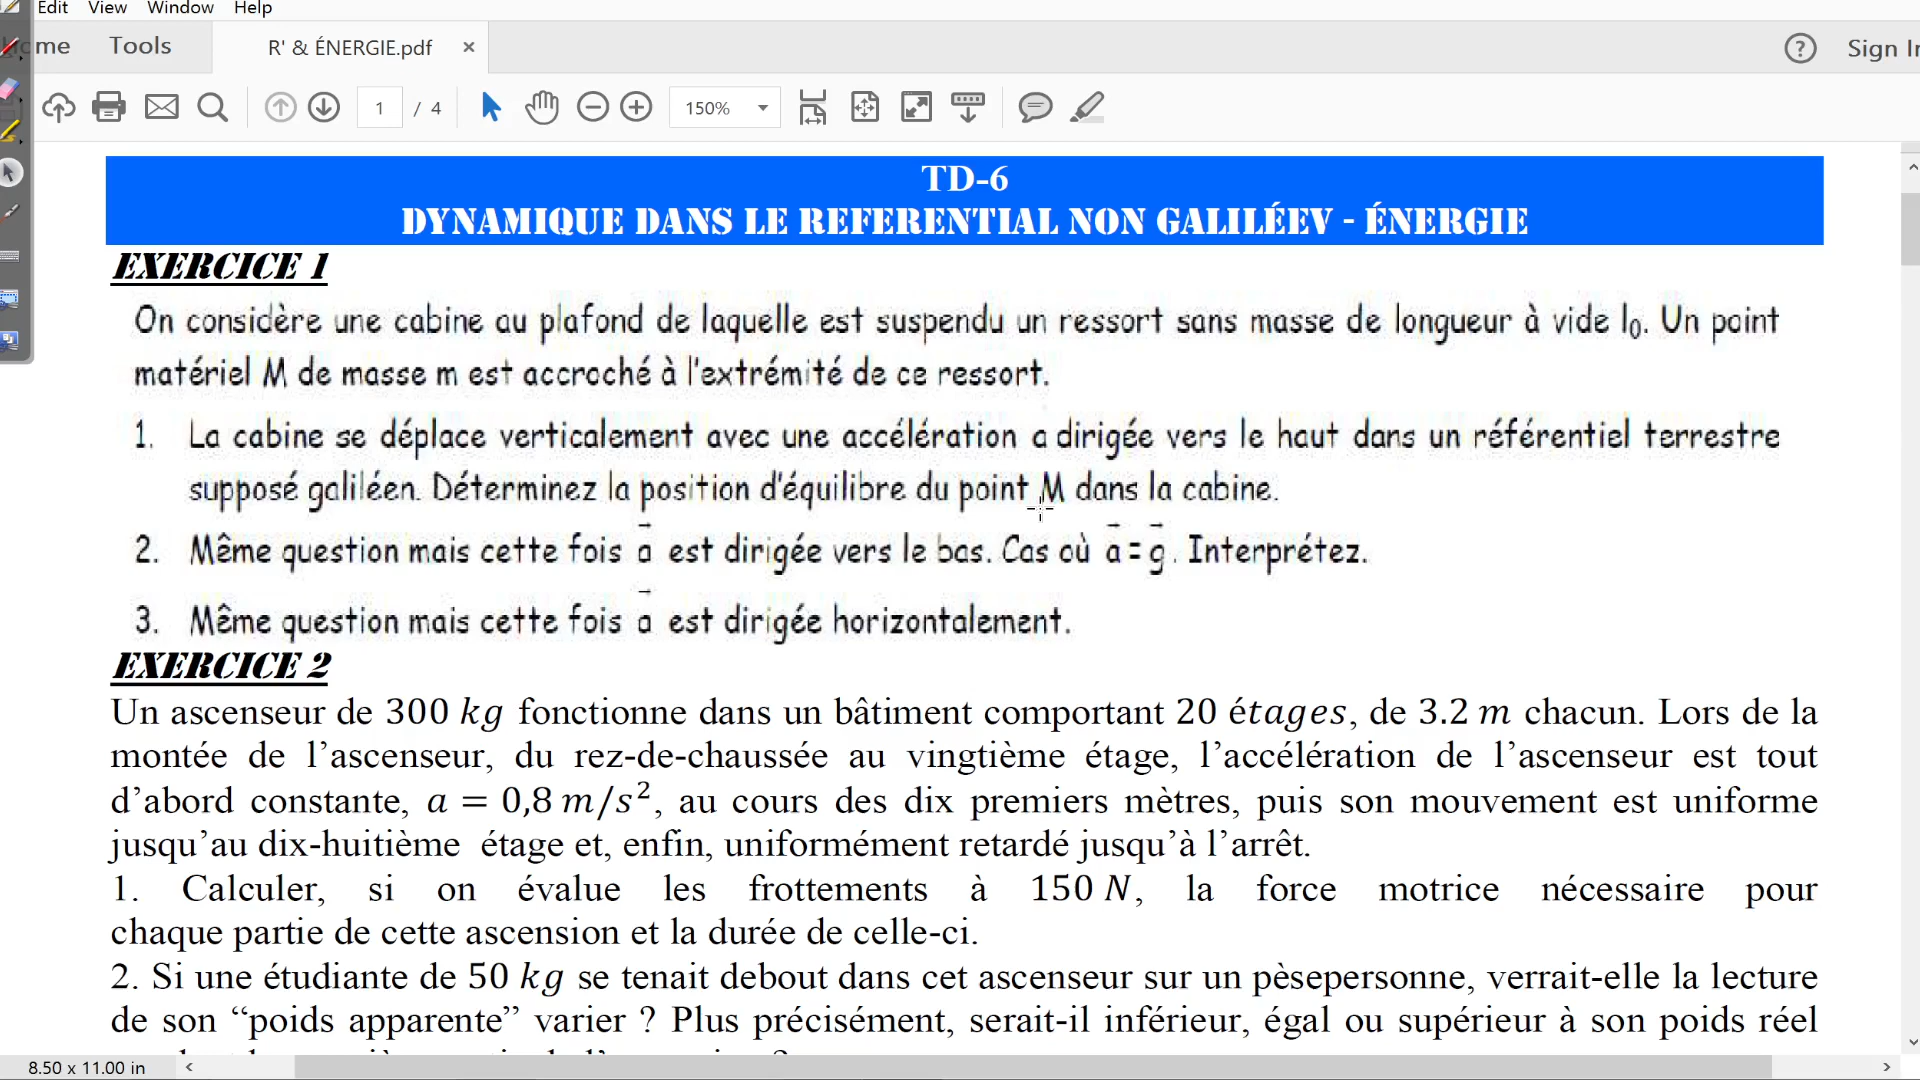 Edit View Window Help
ome Tools R' & ÉNERGIE.pdf × ? Sign In
1 / 4 150%
TD-6
DYNAMIQUE DANS LE REFERENTIAL NON GALILÉEV - ÉNERGIE
EXERCICE 1
On considère une cabine au plafond de laquelle est suspendu un ressort sans masse de longueur à vide l₀. Un point
matériel M de masse m est accroché à l'extrémité de ce ressort.
1. La cabine se déplace verticalement avec une accélération a dirigée vers le haut dans un référentiel terrestre
supposé galiléen. Déterminez la position d'équilibre du point M dans la cabine.
2. Même question mais cette fois a⃗ est dirigée vers le bas. Cas où a⃗ = g⃗. Interprétez.
3. Même question mais cette fois a⃗ est dirigée horizontalement.
EXERCICE 2
Un ascenseur de 300 kg fonctionne dans un bâtiment comportant 20 étages, de 3.2 m chacun. Lors de la
montée de l’ascenseur, du rez-de-chaussée au vingtième étage, l’accélération de l’ascenseur est tout
d’abord constante, a = 0,8 m/s², au cours des dix premiers mètres, puis son mouvement est uniforme
jusqu’au dix-huitième étage et, enfin, uniformément retardé jusqu’à l’arrêt.
1. Calculer, si on évalue les frottements à 150 N, la force motrice nécessaire pour
chaque partie de cette ascension et la durée de celle-ci.
2. Si une étudiante de 50 kg se tenait debout dans cet ascenseur sur un pèsepersonne, verrait-elle la lecture
de son “poids apparente” varier ? Plus précisément, serait-il inférieur, égal ou supérieur à son poids réel
8.50 x 11.00 in